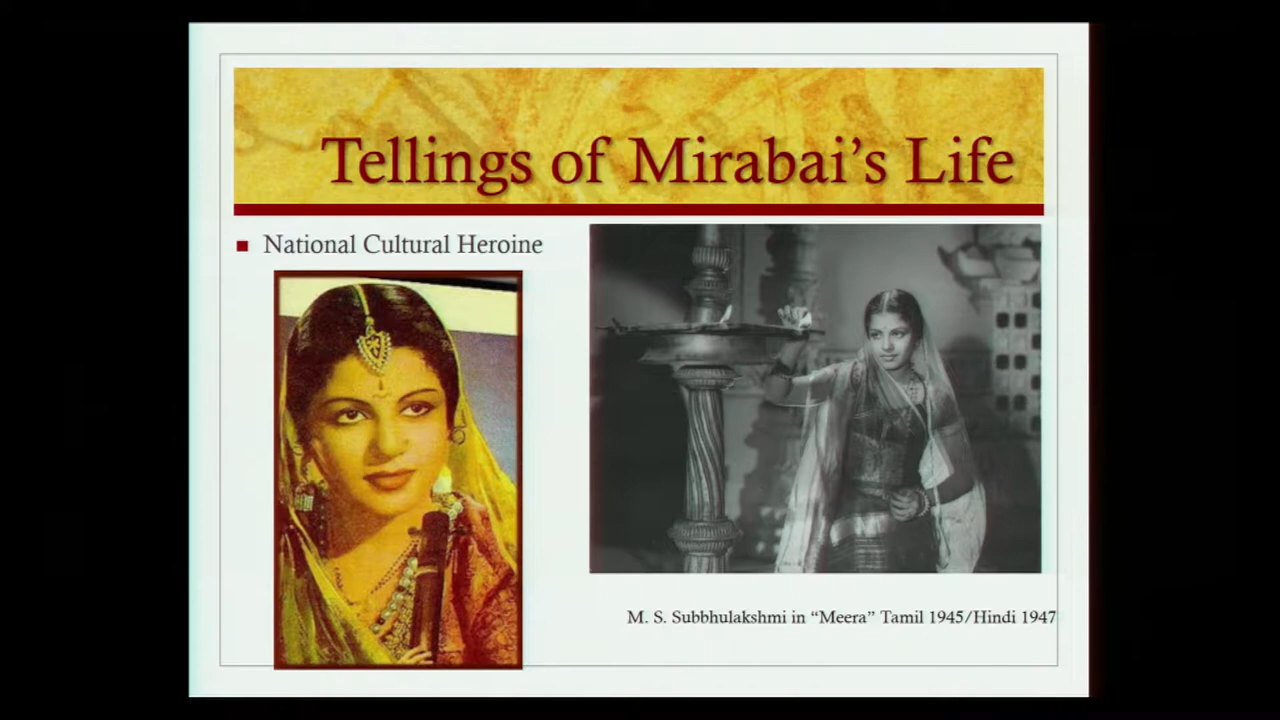 Tellings of Mirabai’s Life
National Cultural Heroine
M. S. Subbhulakshmi in “Meera” Tamil 1945/Hindi 1947